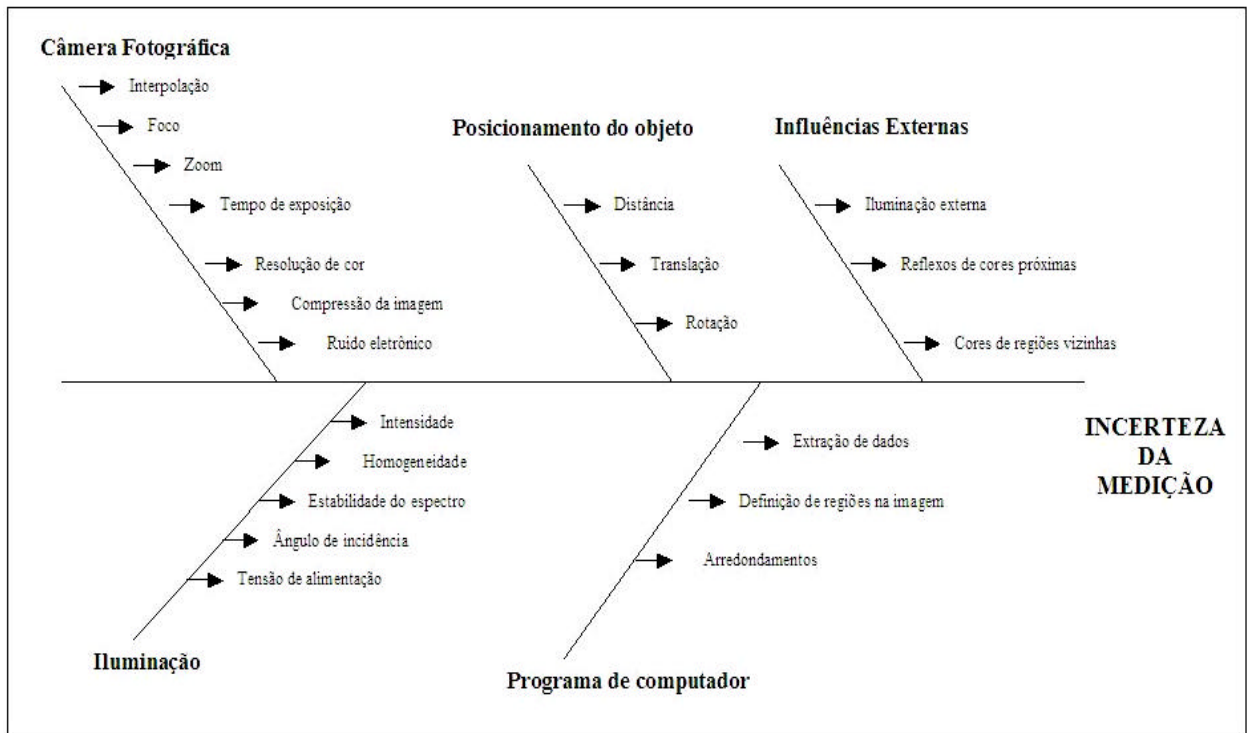 Câmera Fotográfica
Interpolação
Foco
Zoom
Tempo de exposição
Resolução de cor
Compressão da imagem
Ruido eletrônico
Posicionamento do objeto
Distância
Translação
Rotação
Influências Externas
Iluminação externa
Reflexos de cores próximas
Cores de regiões vizinhas
Intensidade
Homogeneidade
Estabilidade do espectro
Ângulo de incidência
Tensão de alimentação
Iluminação
Extração de dados
Definição de regiões na imagem
Arredondamentos
Programa de computador
INCERTEZA
DA
MEDIÇÃO